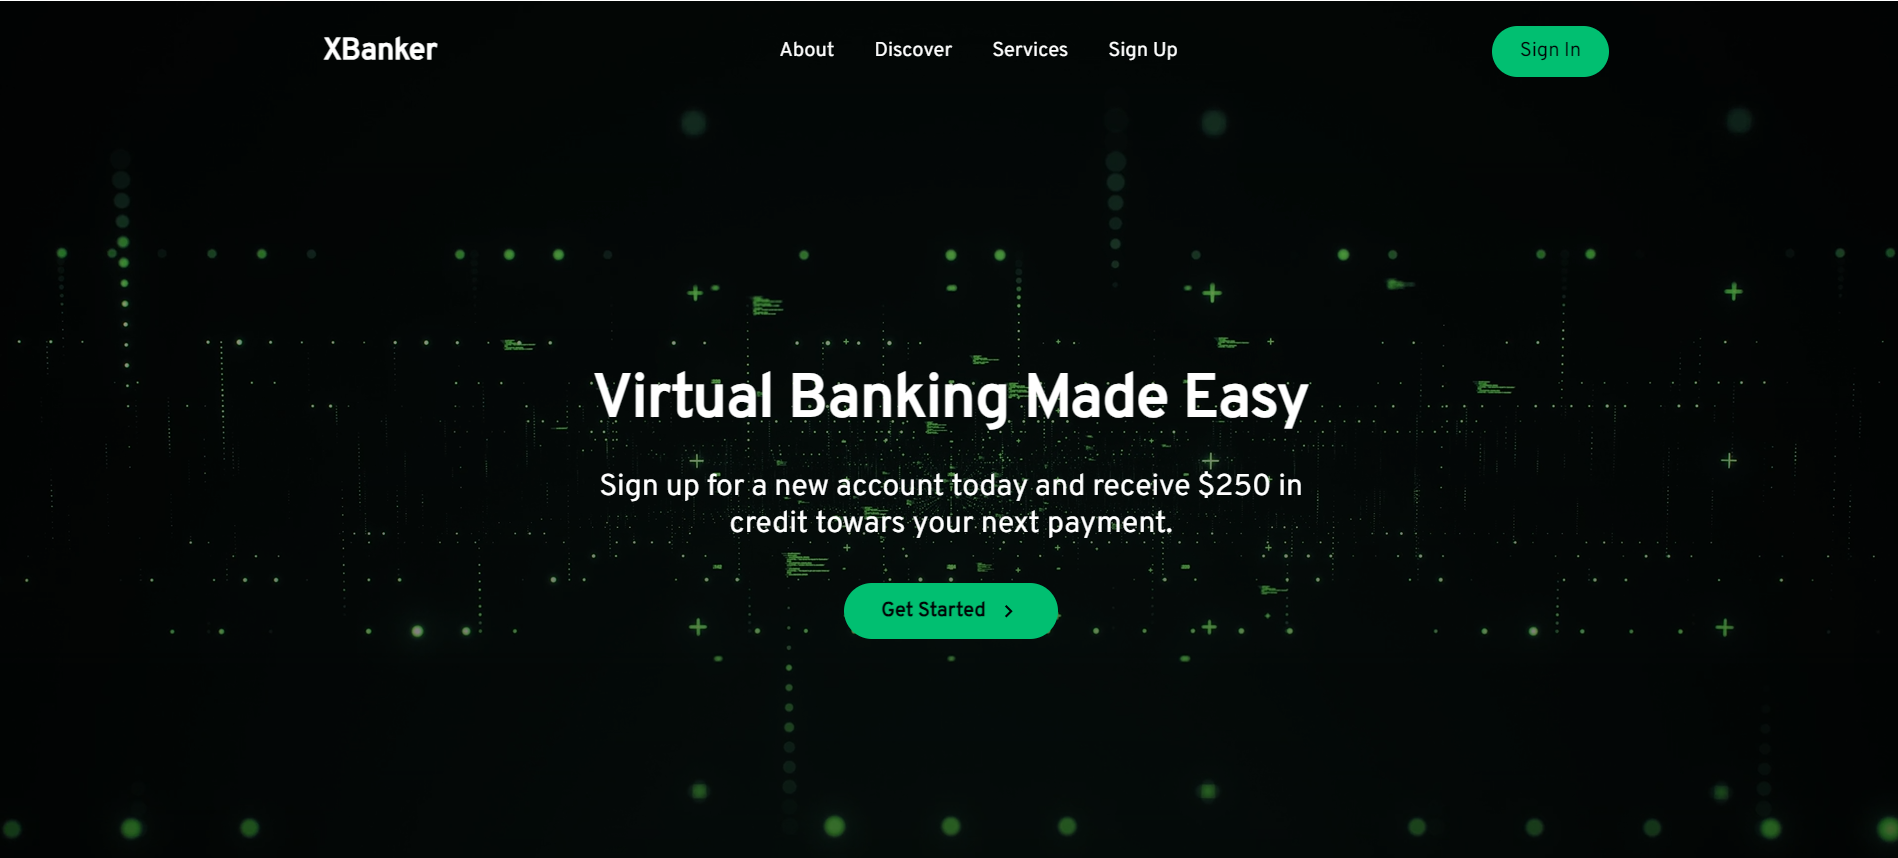 XBanker
About Discover Services Sign Up
Sign In
Virtual Banking Made Easy
Sign up for a new account today and receive $250 in
credit towars your next payment.
Get Started